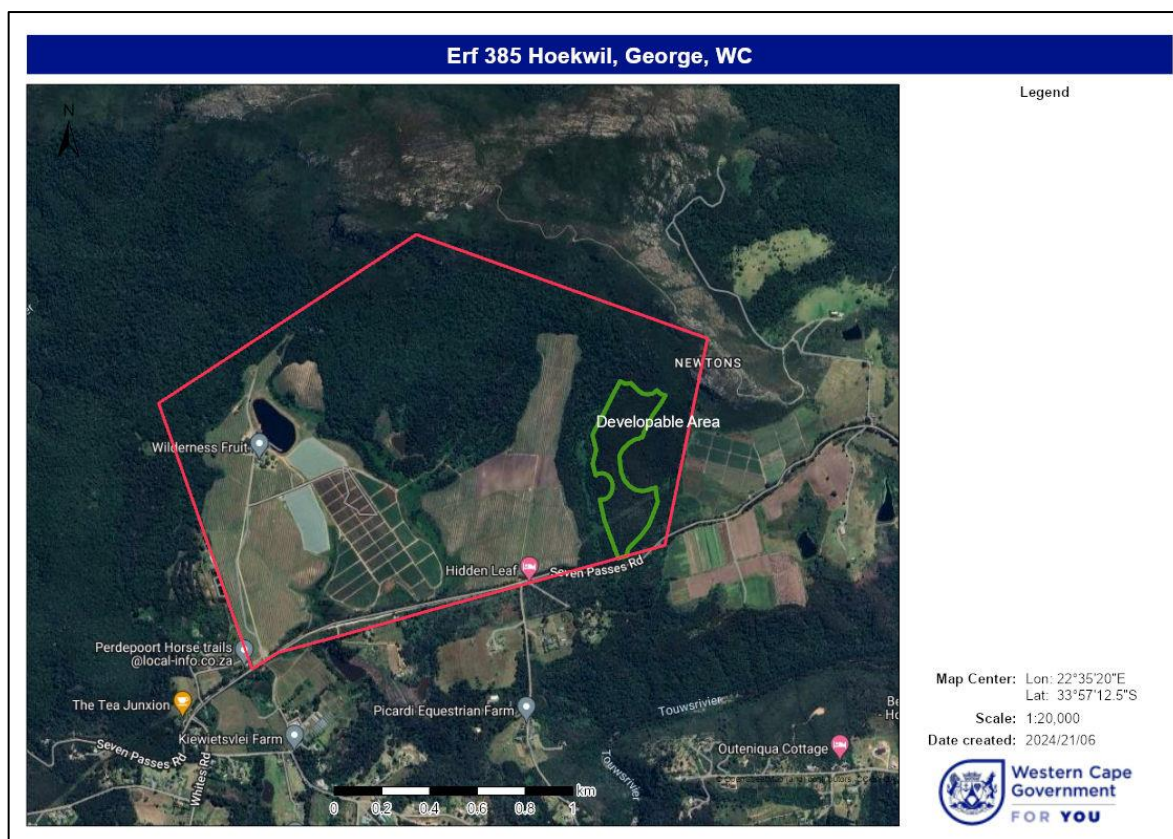 Erf 385 Hoekwil, George, WC
N
Legend
NEWTONS
Developable Area
Wilderness Fruit
Hidden Leaf
Seven Passes Rd
Perdepoort Horse trails
@local-info.co.za
The Tea Junxion
Picardi Equestrian Farm
Touwsrivier
Kiewietsvlei Farm
Seven Passes Rd
Whites Rd
Touwsrivier
Outeniqua Cottage
km
0 0.2 0.4 0.6 0.8 1
Map Center: Lon: 22°35'20"E
Lat: 33°57'12.5"S
Scale: 1:20,000
Date created: 2024/21/06
Western Cape
Government
FOR YOU